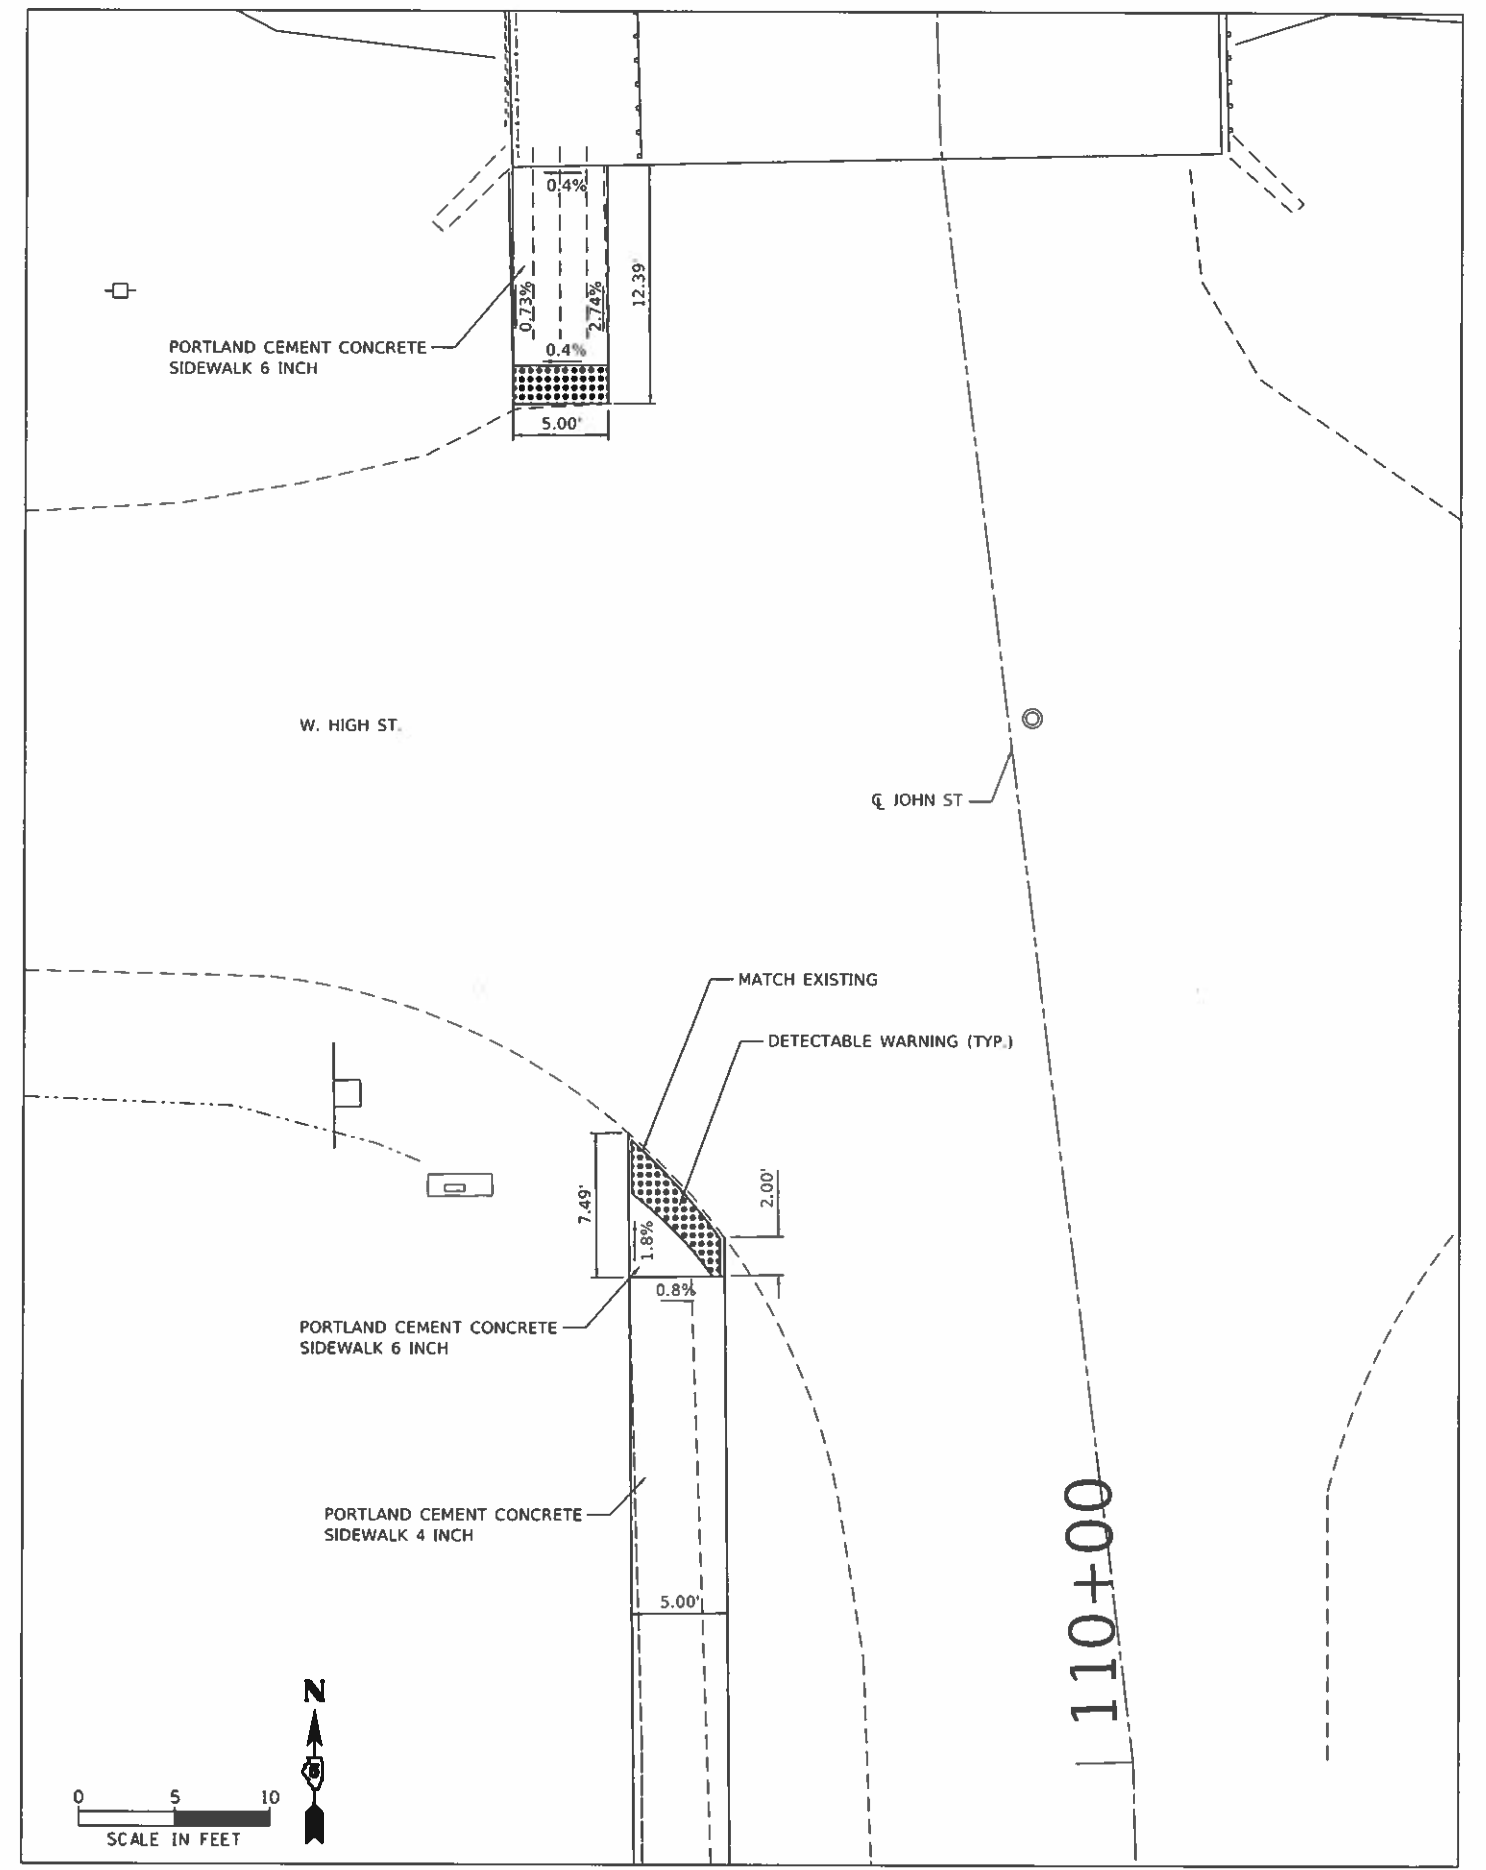 0.4%
0.73%
2.74%
12.39'
PORTLAND CEMENT CONCRETE
SIDEWALK 6 INCH
0.4%
5.00'
W. HIGH ST.
℄ JOHN ST
MATCH EXISTING
DETECTABLE WARNING (TYP.)
7.49'
1.8%
2.00'
0.8%
PORTLAND CEMENT CONCRETE
SIDEWALK 6 INCH
PORTLAND CEMENT CONCRETE
SIDEWALK 4 INCH
5.00'
110+00
N
0 5 10
SCALE IN FEET